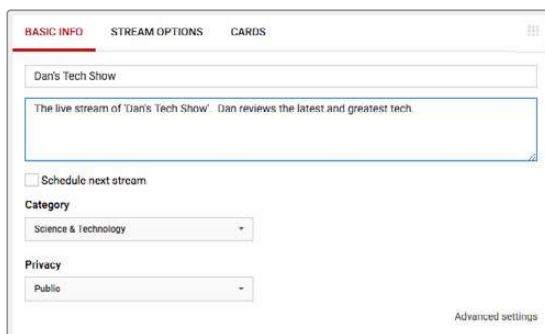 BASIC INFO STREAM OPTIONS CARDS
Dan's Tech Show
The live stream of 'Dan's Tech Show'. Dan reviews the latest and greatest tech.
Schedule next stream
Category
Science & Technology
Privacy
Public
Advanced settings